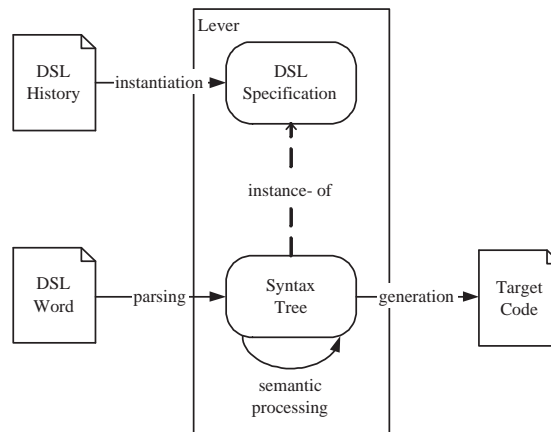 Lever
DSL
History
instantiation
DSL
Specification
instance- of
DSL
Word
parsing
Syntax
Tree
generation
Target
Code
semantic
processing